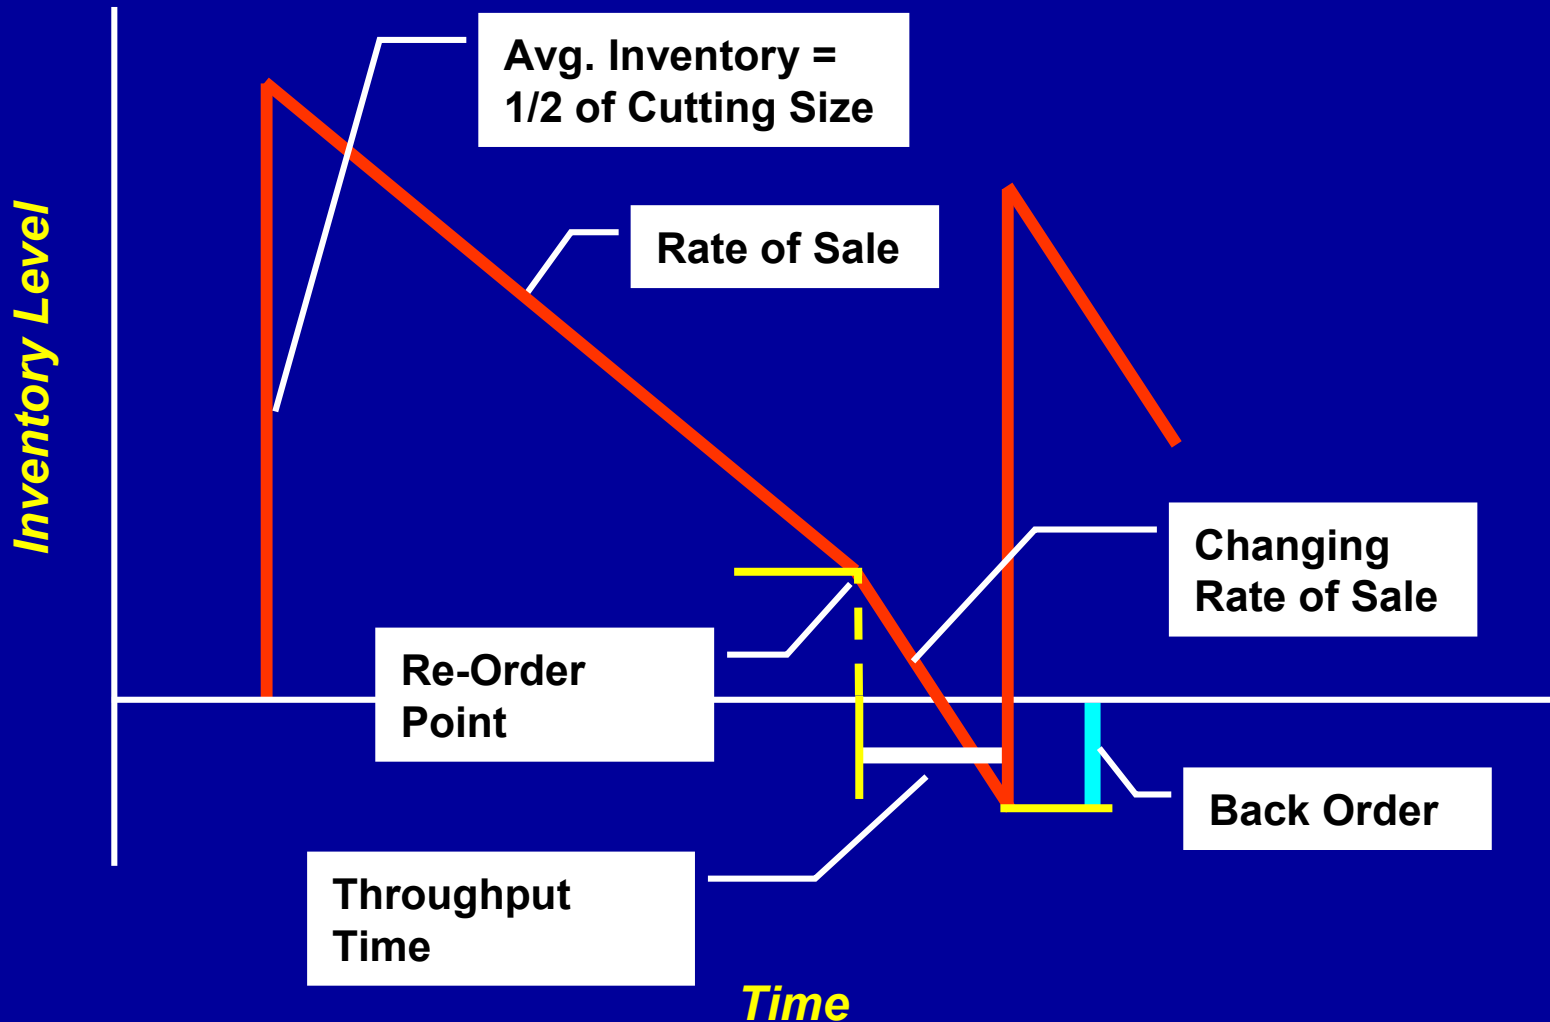 Avg. Inventory =
1/2 of Cutting Size
Rate of Sale
Inventory Level
Changing
Rate of Sale
Re-Order
Point
Back Order
Throughput
Time
Time